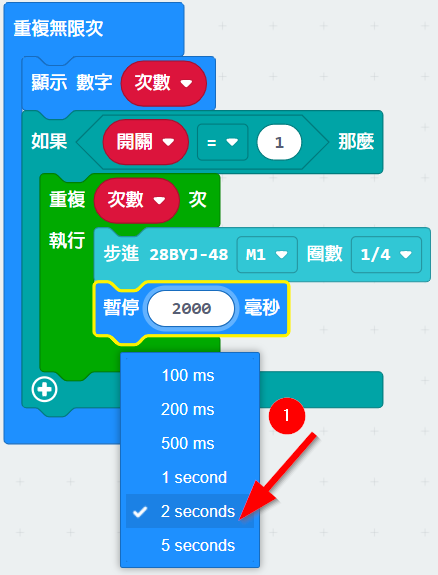 重複無限次
顯示 數字 次數
如果 開關 = 1 那麼
重複 次數 次
執行
步進 28BYJ-48 M1 圈數 1/4
暫停 2000 毫秒
100 ms
200 ms
500 ms
1 second
1
2 seconds
5 seconds